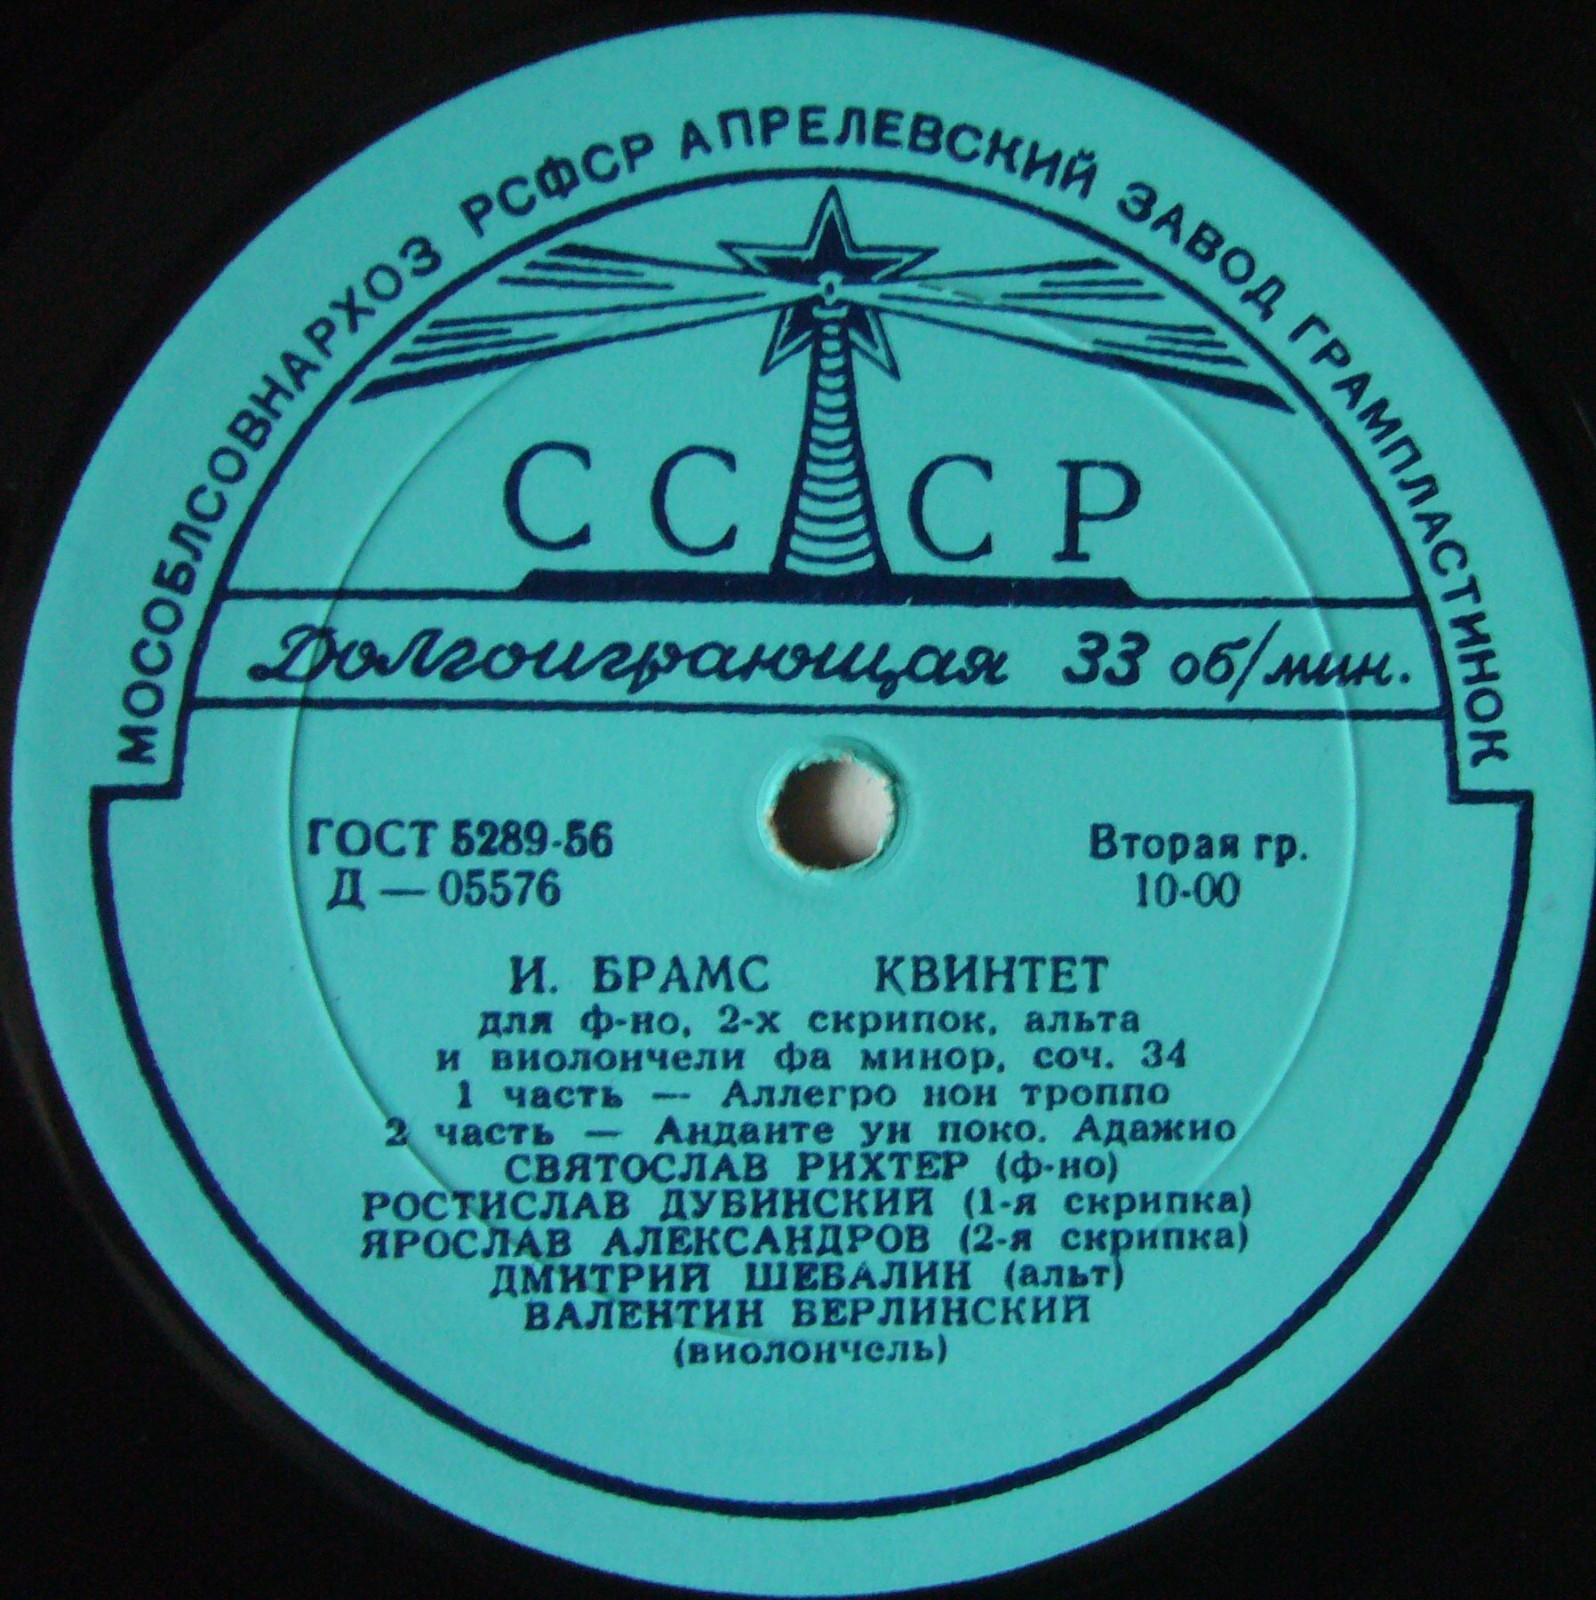 МОСОБЛСОВНАРХОЗ РСФСР АПРЕЛЕВСКИЙ ЗАВОД ГРАМПЛАСТИНОК
СССР
Долгоиграющая 33 об/мин.
ГОСТ 5289-56
Д — 05576
Вторая гр.
10-00
И. БРАМС КВИНТЕТ
для ф-но, 2-х скрипок, альта
и виолончели фа минор, соч. 34
1 часть — Аллегро нон троппо
2 часть — Анданте ун поко. Адажио
СВЯТОСЛАВ РИХТЕР (ф-но)
РОСТИСЛАВ ДУБИНСКИЙ (1-я скрипка)
ЯРОСЛАВ АЛЕКСАНДРОВ (2-я скрипка)
ДМИТРИЙ ШЕБАЛИН (альт)
ВАЛЕНТИН БЕРЛИНСКИЙ
(виолончель)